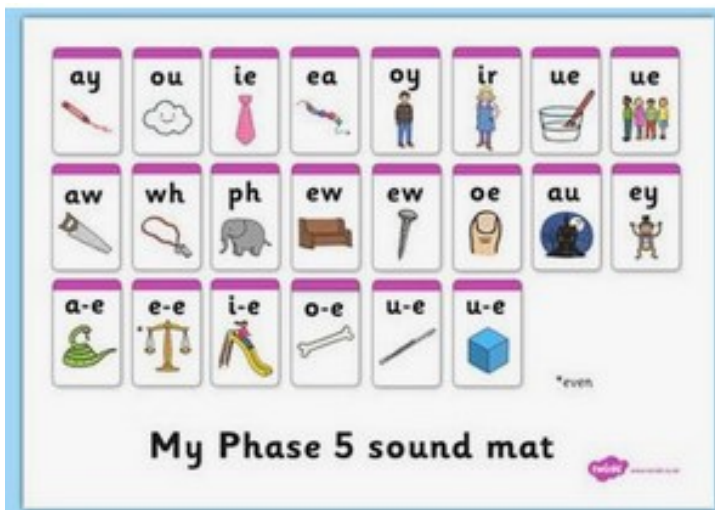 ay ou ie ea oy ir ue ue
aw wh ph ew ew oe au ey
a-e e-e i-e o-e u-e u-e
*even
My Phase 5 sound mat
twinkl